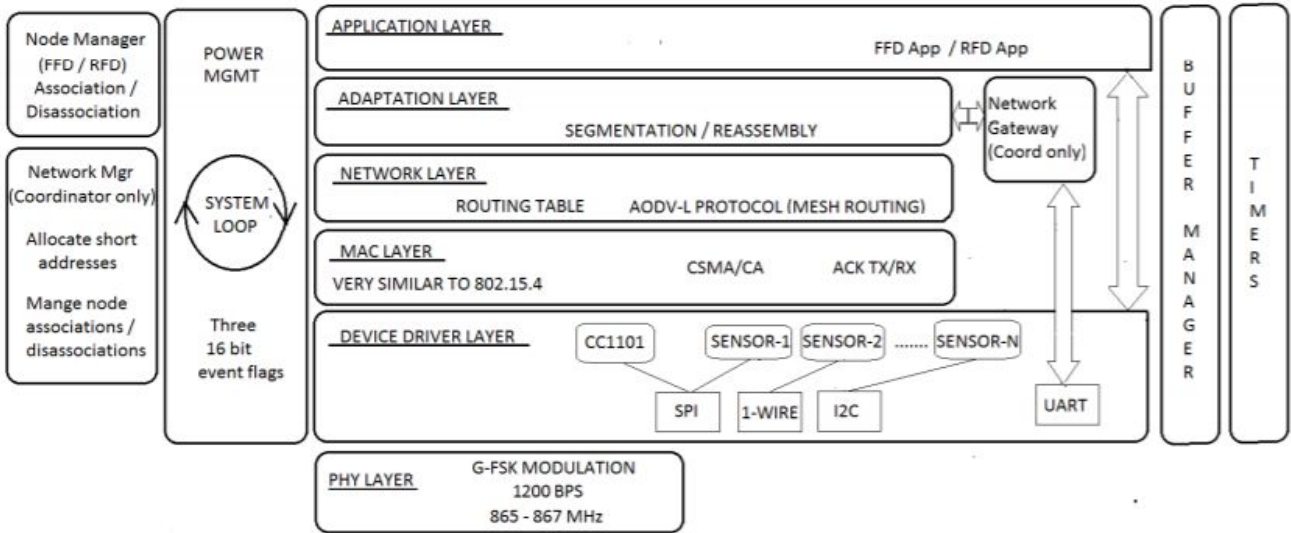 Node Manager
(FFD / RFD)
Association /
Disassociation
Network Mgr
(Coordinator only)
Allocate short
addresses
Mange node
associations /
disassociations
POWER
MGMT
SYSTEM
LOOP
Three
16 bit
event flags
APPLICATION LAYER
FFD App / RFD App
ADAPTATION LAYER
SEGMENTATION / REASSEMBLY
Network
Gateway
(Coord only)
NETWORK LAYER
ROUTING TABLE AODV-L PROTOCOL (MESH ROUTING)
MAC LAYER
CSMA/CA ACK TX/RX
VERY SIMILAR TO 802.15.4
DEVICE DRIVER LAYER
CC1101 SENSOR-1 SENSOR-2 ....... SENSOR-N
SPI 1-WIRE I2C UART
PHY LAYER
G-FSK MODULATION
1200 BPS
865 - 867 MHz
BUFFER MANAGER
TIMERS